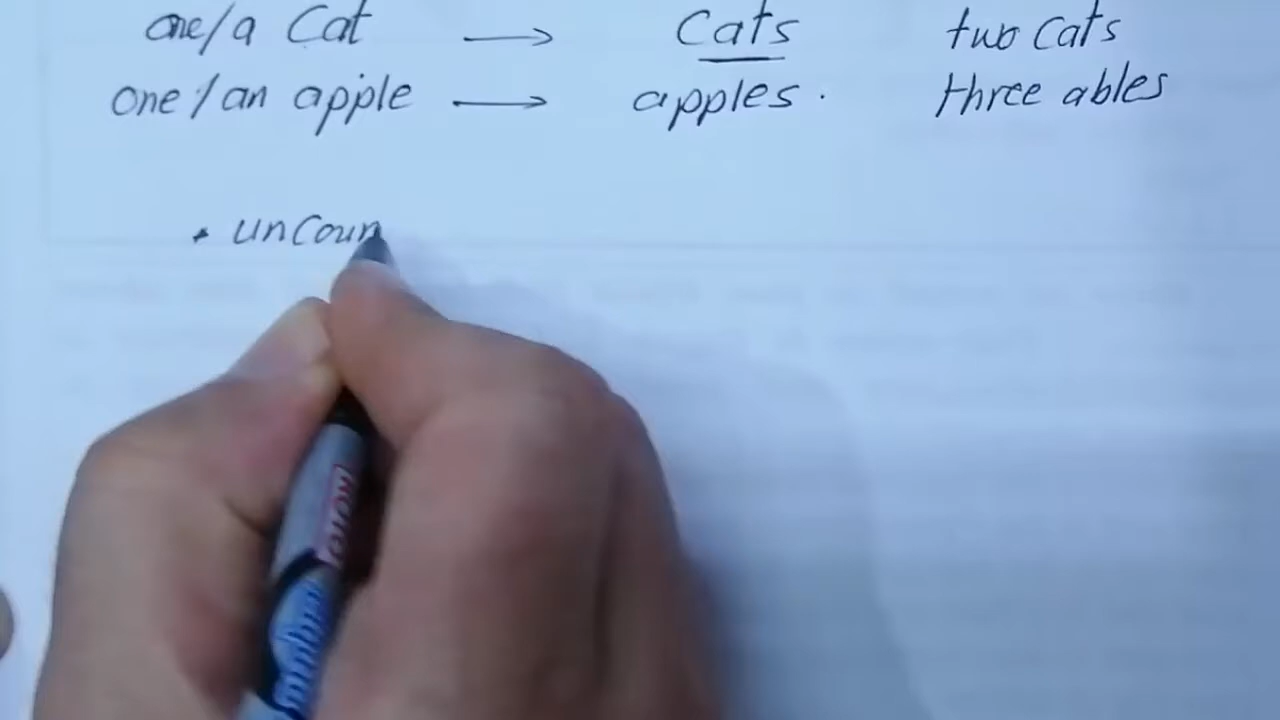 one/a Cat → Cats two Cats
one/an apple → apples. three ables
• unCoun